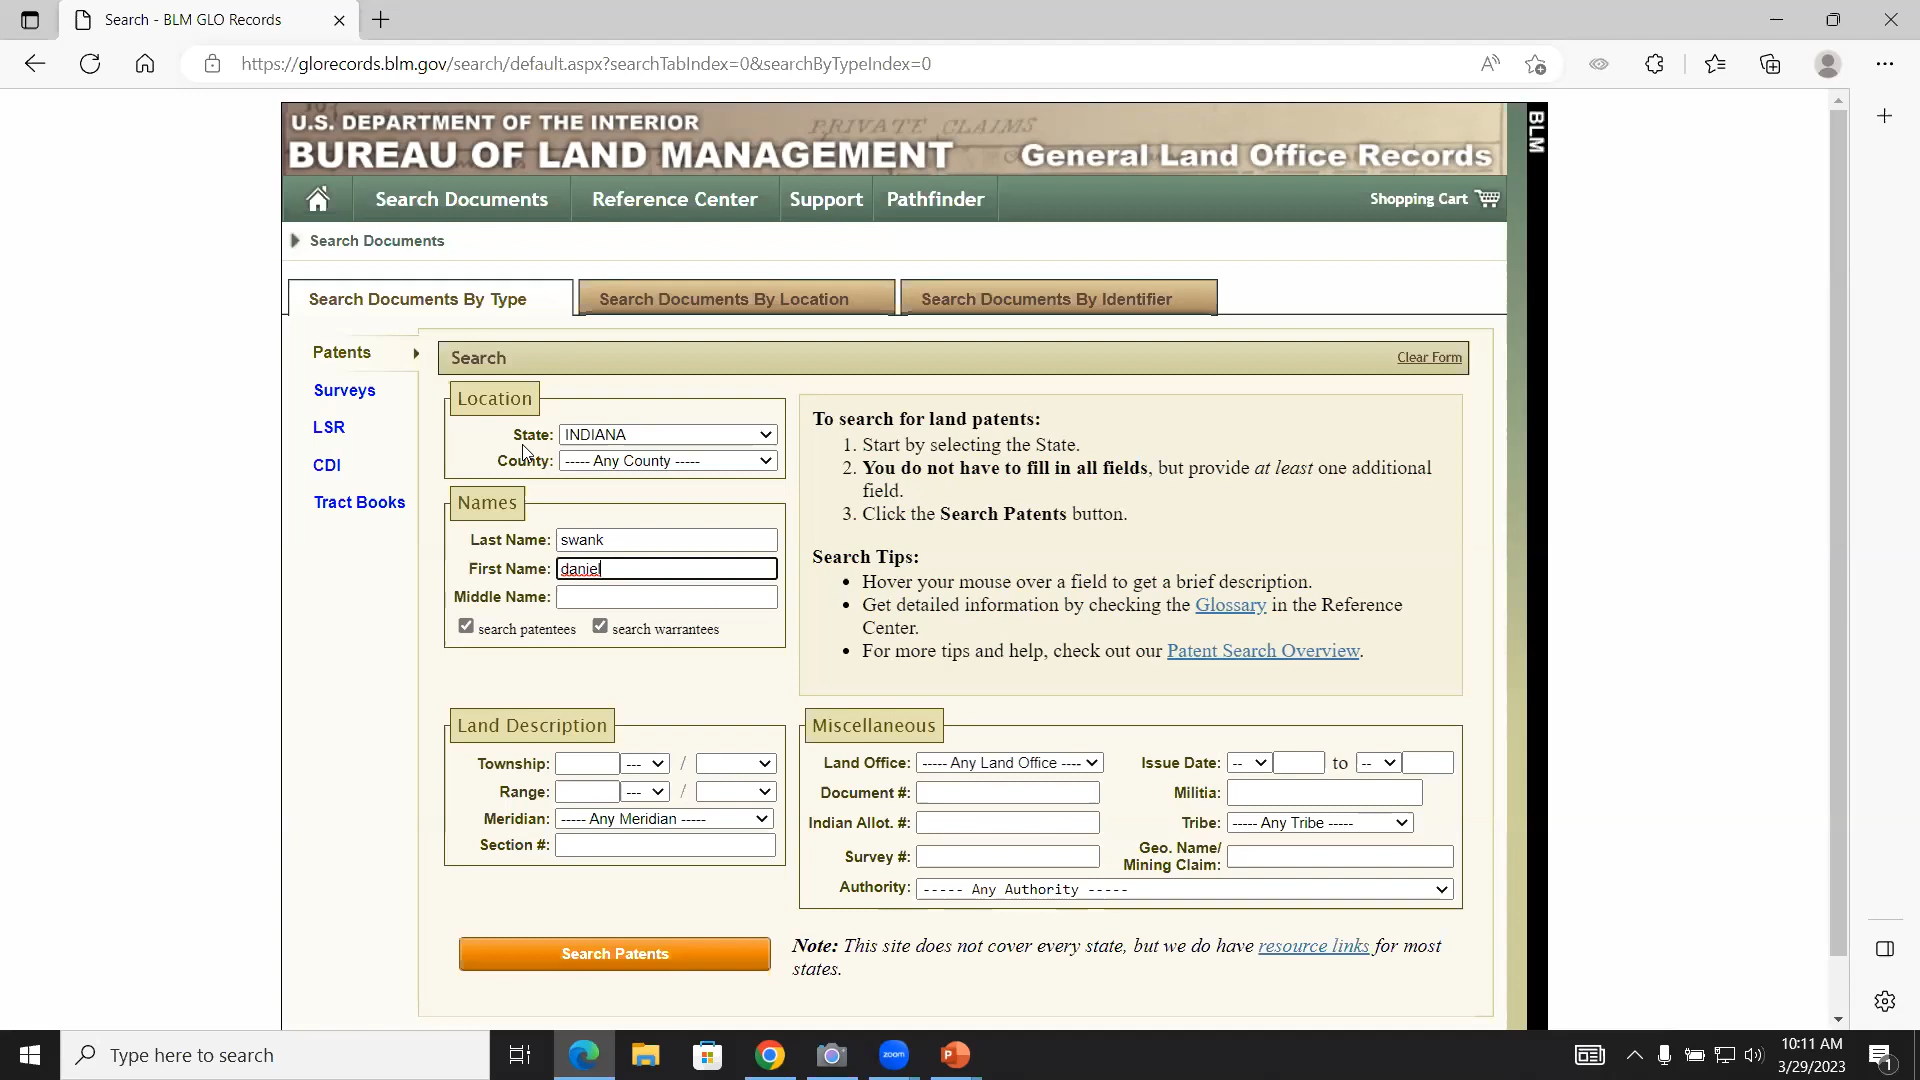 Search - BLM GLO Records
https://glorecords.blm.gov/search/default.aspx?searchTabIndex=0&searchByTypeIndex=0
PRIVATE CLAIMS
U.S. DEPARTMENT OF THE INTERIOR
BUREAU OF LAND MANAGEMENT
General Land Office Records
BLM
Search Documents
Reference Center
Support
Pathfinder
Shopping Cart
Search Documents
Search Documents By Type
Search Documents By Location
Search Documents By Identifier
Patents
Surveys
LSR
CDI
Tract Books
Search
Clear Form
Location
State: INDIANA
County: ----- Any County -----
Names
Last Name: swank
First Name: daniel
Middle Name:
search patentees search warrantees
To search for land patents:
1. Start by selecting the State.
2. You do not have to fill in all fields, but provide at least one additional
field.
3. Click the Search Patents button.
Search Tips:
• Hover your mouse over a field to get a brief description.
• Get detailed information by checking the Glossary in the Reference
Center.
• For more tips and help, check out our Patent Search Overview.
Land Description
Township: --- /
Range: --- /
Meridian: ----- Any Meridian -----
Section #:
Miscellaneous
Land Office: ----- Any Land Office ----
Issue Date: -- to --
Document #:
Militia:
Indian Allot. #:
Tribe: ----- Any Tribe -----
Survey #:
Geo. Name/
Mining Claim:
Authority: ----- Any Authority -----
Search Patents
Note: This site does not cover every state, but we do have resource links for most
states.
Type here to search
zoom
P
10:11 AM
3/29/2023
1